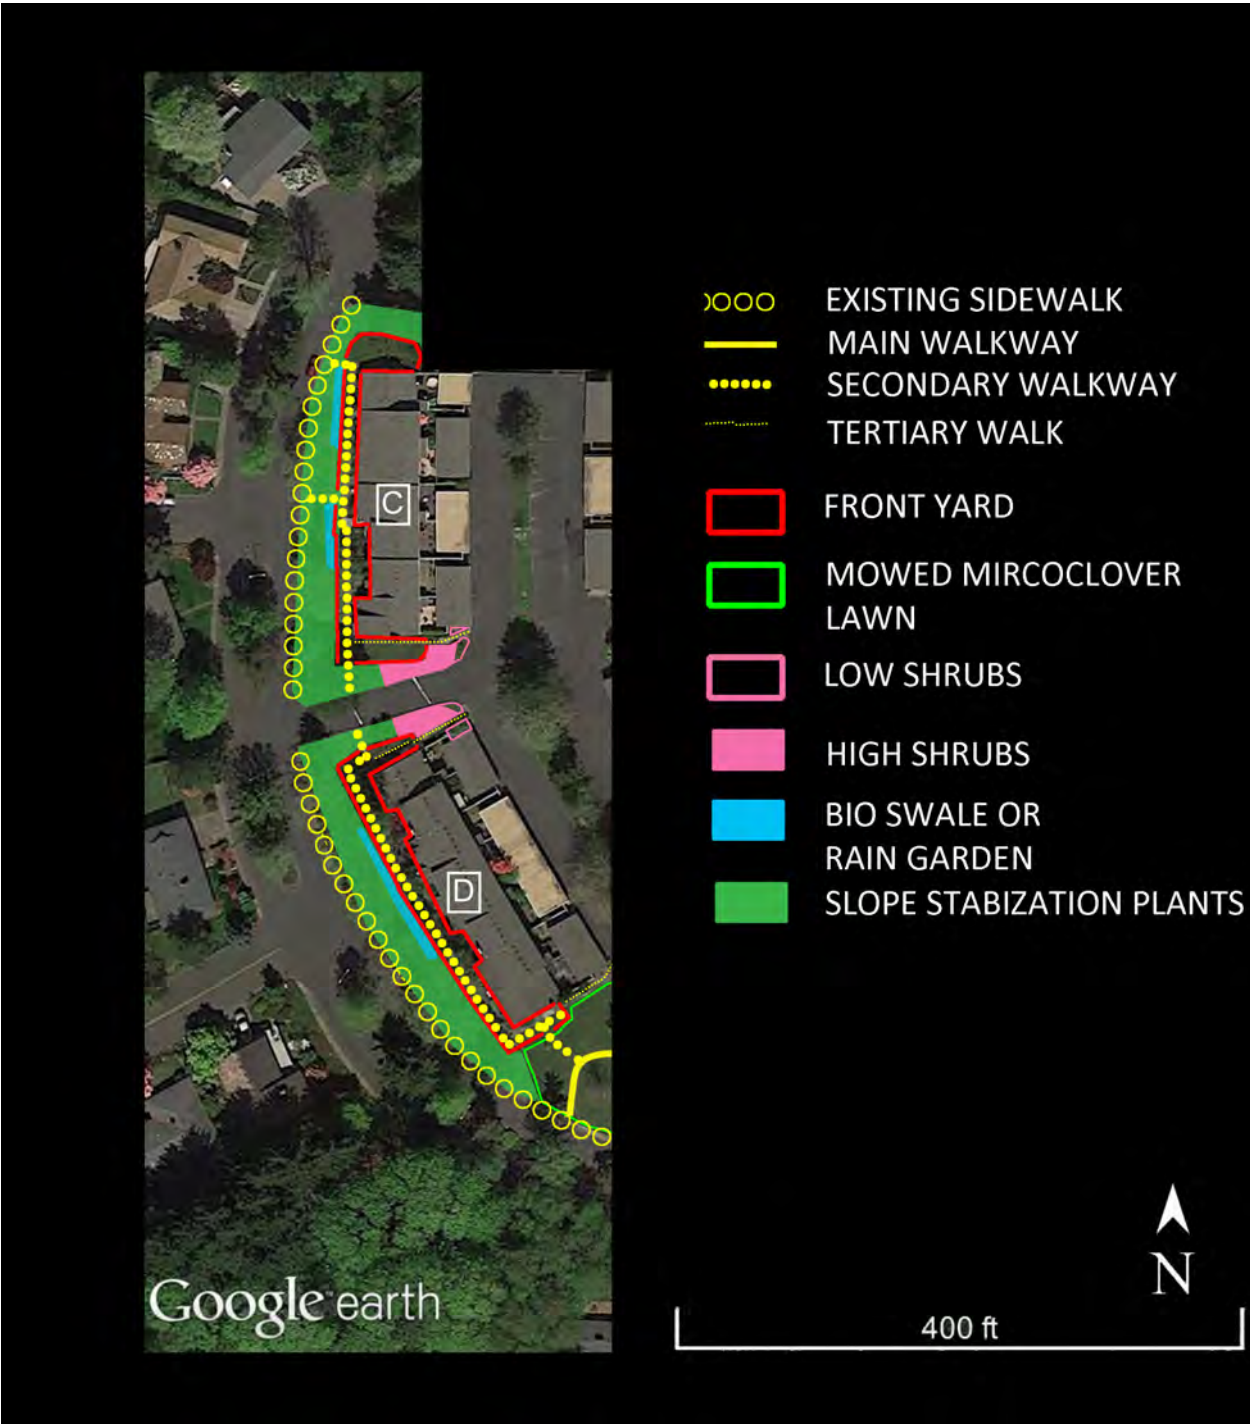 EXISTING SIDEWALK
MAIN WALKWAY
SECONDARY WALKWAY
TERTIARY WALK
FRONT YARD
MOWED MIRCOCLOVER
LAWN
LOW SHRUBS
HIGH SHRUBS
BIO SWALE OR
RAIN GARDEN
SLOPE STABIZATION PLANTS
C
D
Google earth
N
400 ft